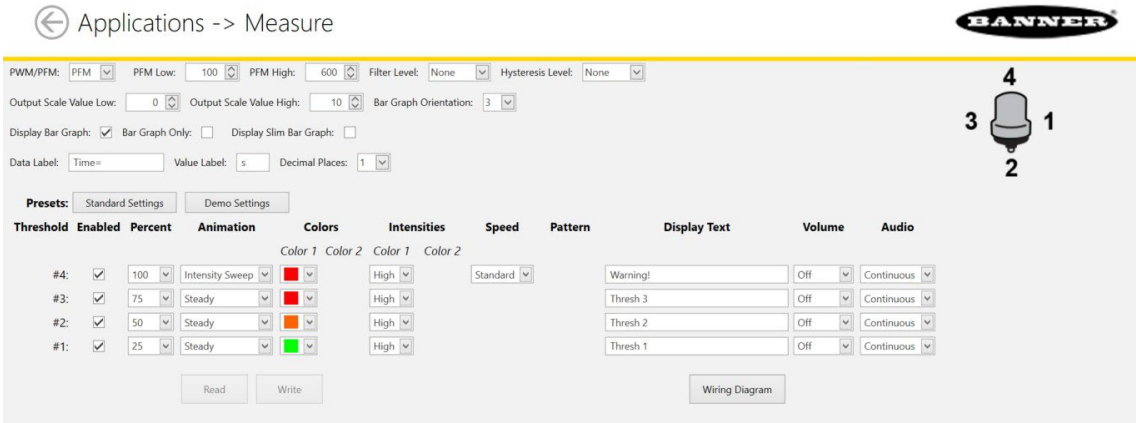 Applications -> Measure
BANNER
PWM/PFM: PFM PFM Low: 100 PFM High: 600 Filter Level: None Hysteresis Level: None
Output Scale Value Low: 0 Output Scale Value High: 10 Bar Graph Orientation: 3
Display Bar Graph: Bar Graph Only: Display Slim Bar Graph:
Data Label: Time= Value Label: s Decimal Places: 1
4
3 1
2
Presets: Standard Settings Demo Settings
Threshold Enabled Percent Animation Colors Intensities Speed Pattern Display Text Volume Audio
Color 1 Color 2 Color 1 Color 2
#4: 100 Intensity Sweep High Standard Warning! Off Continuous
#3: 75 Steady High Thresh 3 Off Continuous
#2: 50 Steady High Thresh 2 Off Continuous
#1: 25 Steady High Thresh 1 Off Continuous
Read Write Wiring Diagram